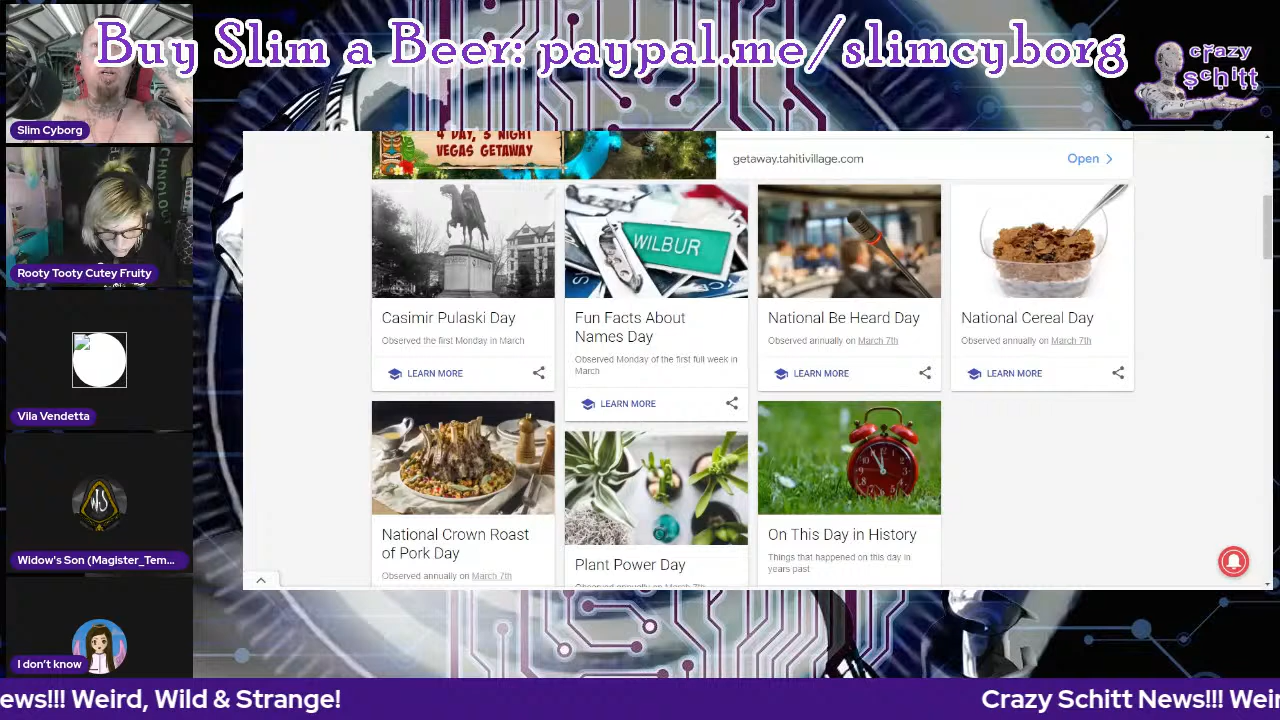 Buy Slim a Beer: paypal.me/slimcyborg
crazy
schitt
Slim Cyborg
Rooty Tooty Cutey Fruity
Vila Vendetta
Widow's Son (Magister_Tem...
I don't know
4 DAY, 3 NIGHT
VEGAS GETAWAY
getaway.tahitivillage.com
Open
Casimir Pulaski Day
Observed the first Monday in March
LEARN MORE
WILBUR
Fun Facts About
Names Day
Observed Monday of the first full week in
March
LEARN MORE
National Be Heard Day
Observed annually on March 7th
LEARN MORE
National Cereal Day
Observed annually on March 7th
LEARN MORE
National Crown Roast
of Pork Day
Observed annually on March 7th
Plant Power Day
Observed annually on March 7th
On This Day in History
Things that happened on this day in
years past
ews!!! Weird, Wild & Strange!
Crazy Schitt News!!! Weir